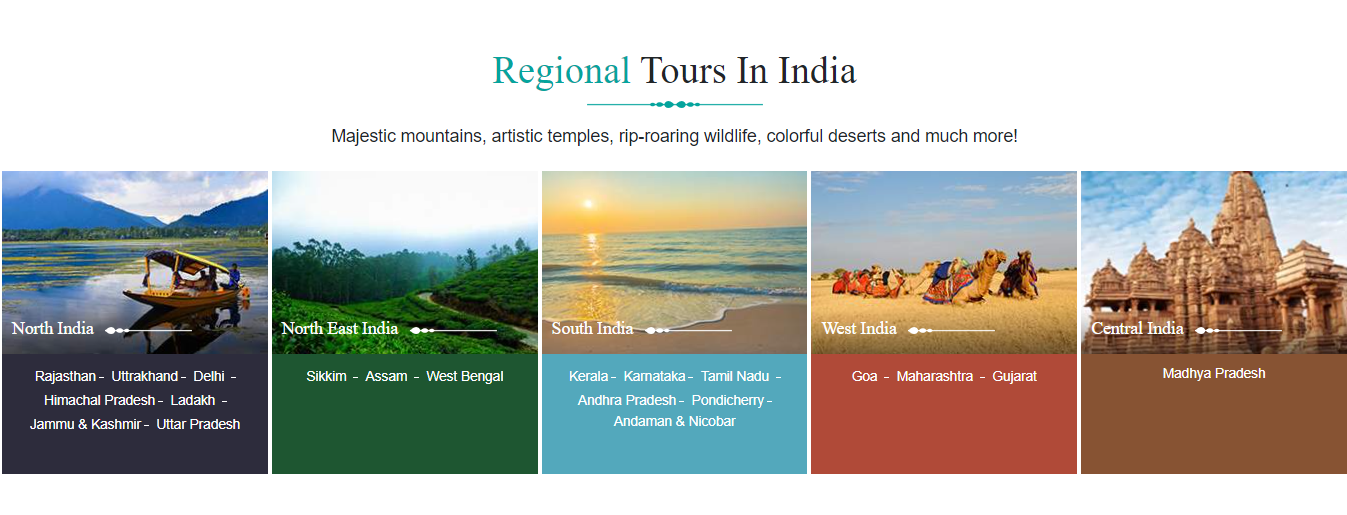 Regional Tours In India
Majestic mountains, artistic temples, rip-roaring wildlife, colorful deserts and much more!
North India
Rajasthan - Uttrakhand - Delhi -
Himachal Pradesh - Ladakh -
Jammu & Kashmir - Uttar Pradesh
North East India
Sikkim - Assam - West Bengal
South India
Kerala - Karnataka - Tamil Nadu -
Andhra Pradesh - Pondicherry -
Andaman & Nicobar
West India
Goa - Maharashtra - Gujarat
Central India
Madhya Pradesh